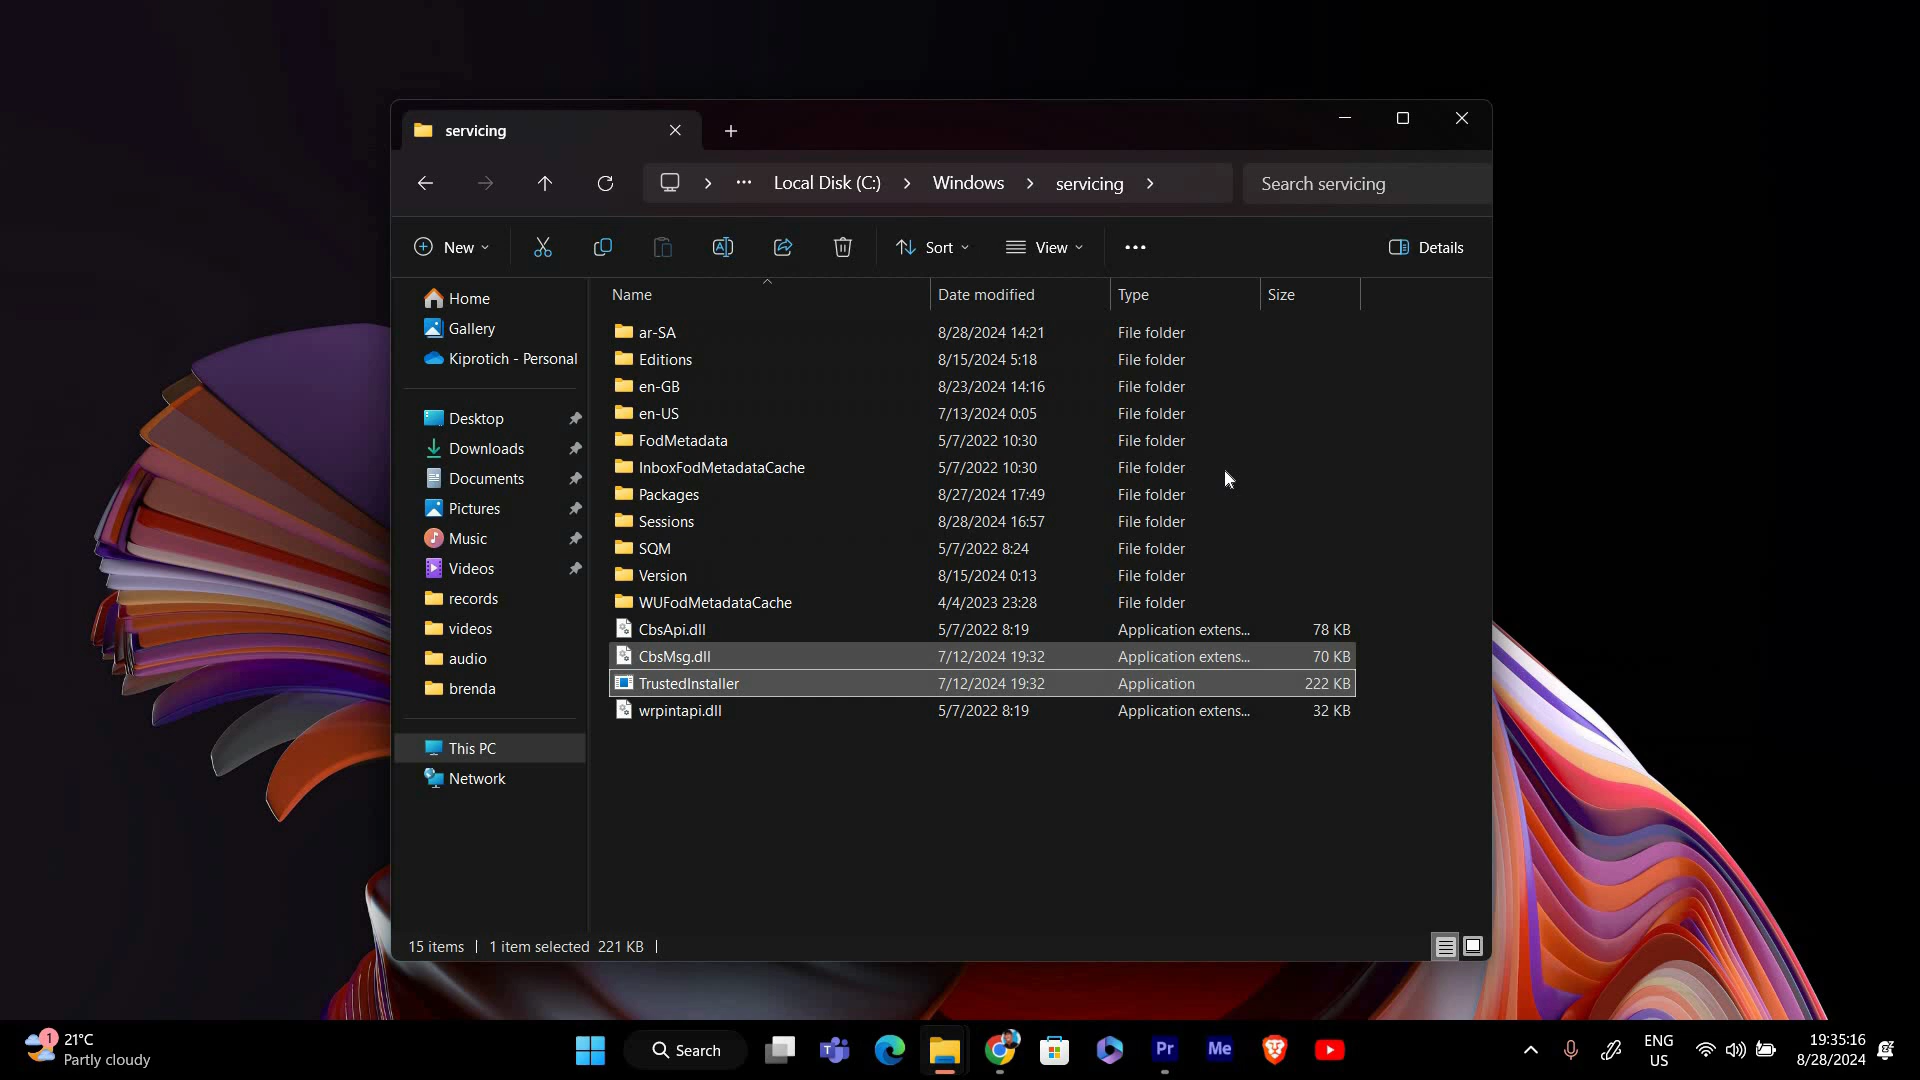 servicing
Local Disk (C:) Windows servicing
Search servicing
New
Sort
View
Details
Home
Gallery
Kiprotich - Personal
Desktop
Downloads
Documents
Pictures
Music
Videos
records
videos
audio
brenda
This PC
Network
Name Date modified Type Size
ar-SA 8/28/2024 14:21 File folder
Editions 8/15/2024 5:18 File folder
en-GB 8/23/2024 14:16 File folder
en-US 7/13/2024 0:05 File folder
FodMetadata 5/7/2022 10:30 File folder
InboxFodMetadataCache 5/7/2022 10:30 File folder
Packages 8/27/2024 17:49 File folder
Sessions 8/28/2024 16:57 File folder
SQM 5/7/2022 8:24 File folder
Version 8/15/2024 0:13 File folder
WUFodMetadataCache 4/4/2023 23:28 File folder
CbsApi.dll 5/7/2022 8:19 Application extens... 78 KB
CbsMsg.dll 7/12/2024 19:32 Application extens... 70 KB
TrustedInstaller 7/12/2024 19:32 Application 222 KB
wrpintapi.dll 5/7/2022 8:19 Application extens... 32 KB
15 items 1 item selected 221 KB
1
21°C
Partly cloudy
Search
T
Pr
Me
ENG
US
19:35:16
8/28/2024